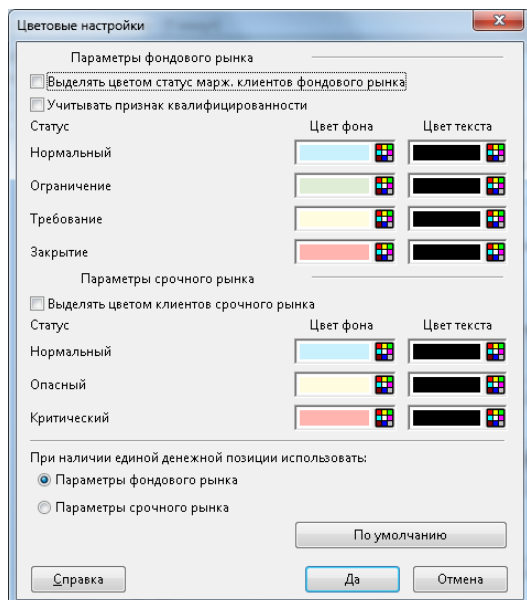 Цветовые настройки
Параметры фондового рынка
Выделять цветом статус марж. клиентов фондового рынка
Учитывать признак квалифицированности
Статус Цвет фона Цвет текста
Нормальный
Ограничение
Требование
Закрытие
Параметры срочного рынка
Выделять цветом клиентов срочного рынка
Статус Цвет фона Цвет текста
Нормальный
Опасный
Критический
При наличии единой денежной позиции использовать:
Параметры фондового рынка
Параметры срочного рынка
По умолчанию
Справка Да Отмена